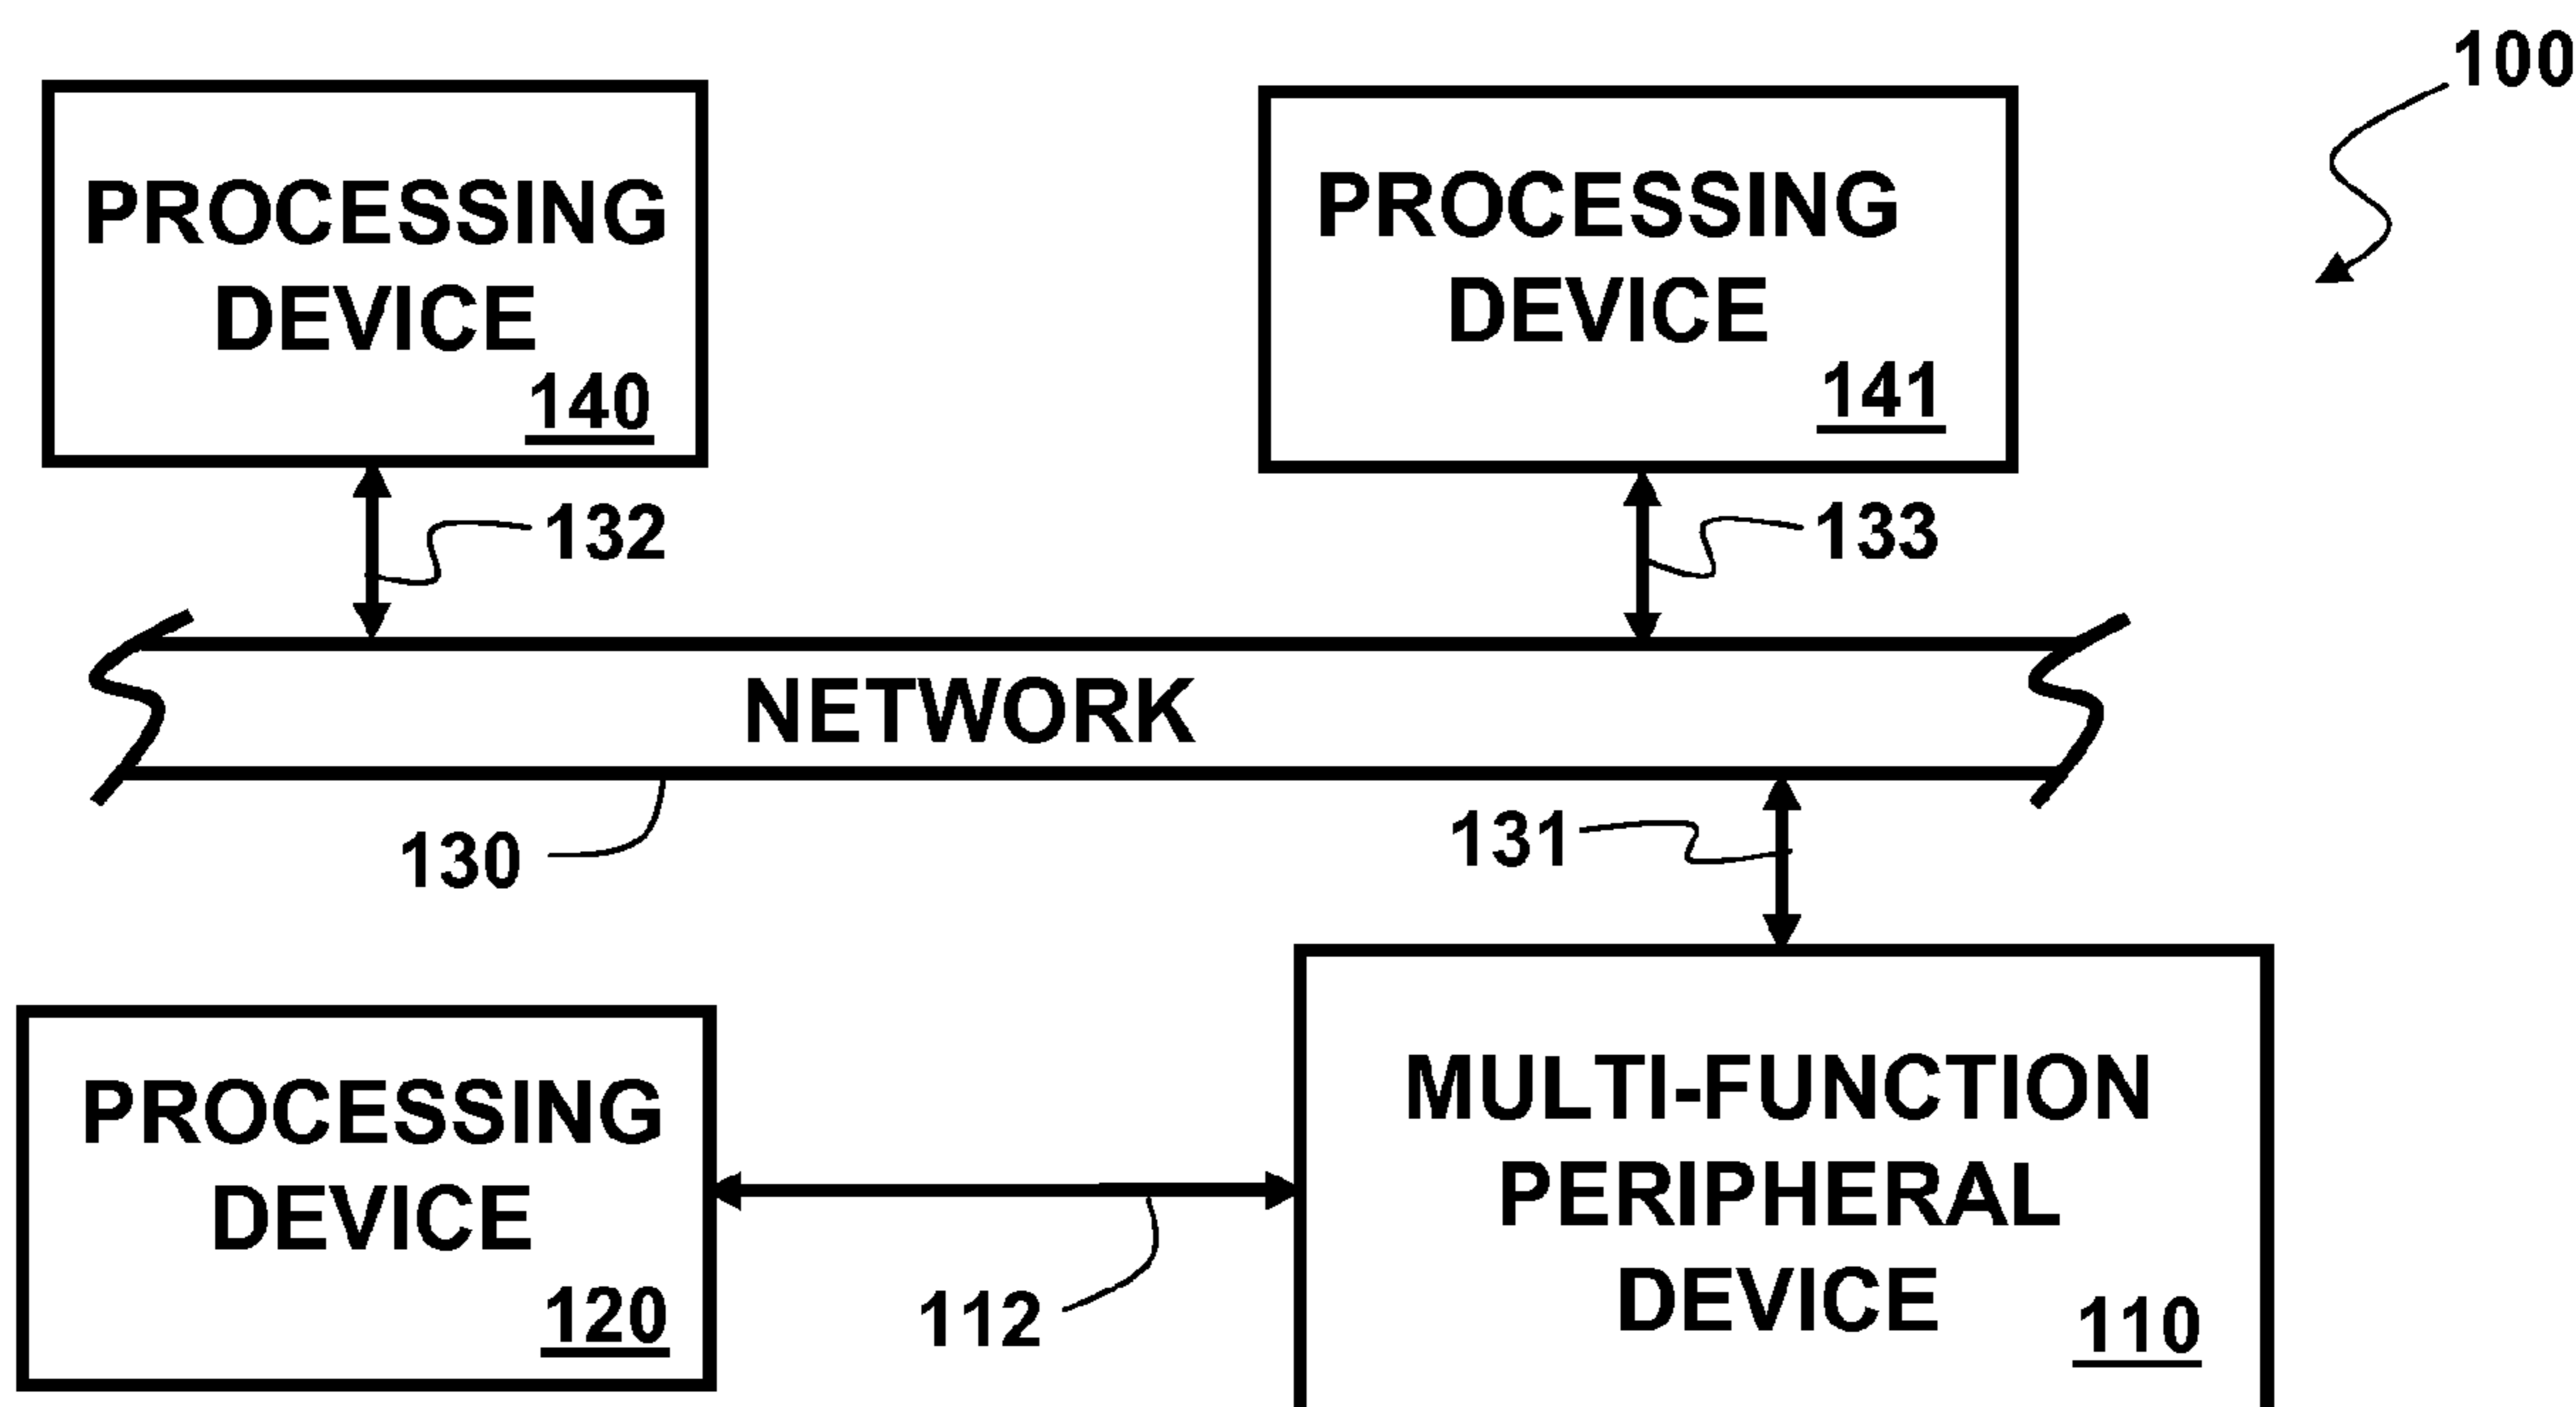 100
PROCESSING
DEVICE
140
PROCESSING
DEVICE
141
132
133
NETWORK
130
131
PROCESSING
DEVICE
120
112
MULTI-FUNCTION
PERIPHERAL
DEVICE
110